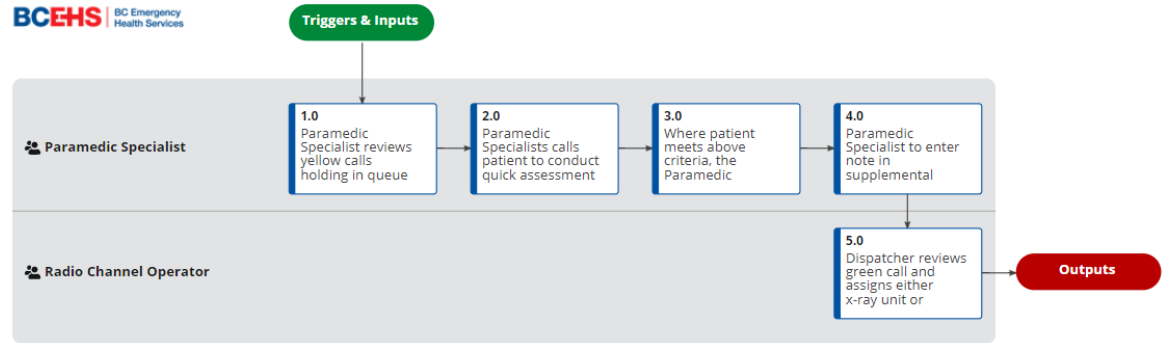 BCEHS BC Emergency
Health Services
Triggers & Inputs
Paramedic Specialist
1.0
Paramedic
Specialist reviews
yellow calls
holding in queue
2.0
Paramedic
Specialists calls
patient to conduct
quick assessment
3.0
Where patient
meets above
criteria, the
Paramedic
4.0
Paramedic
Specialist to enter
note in
supplemental
Radio Channel Operator
5.0
Dispatcher reviews
green call and
assigns either
x-ray unit or
Outputs